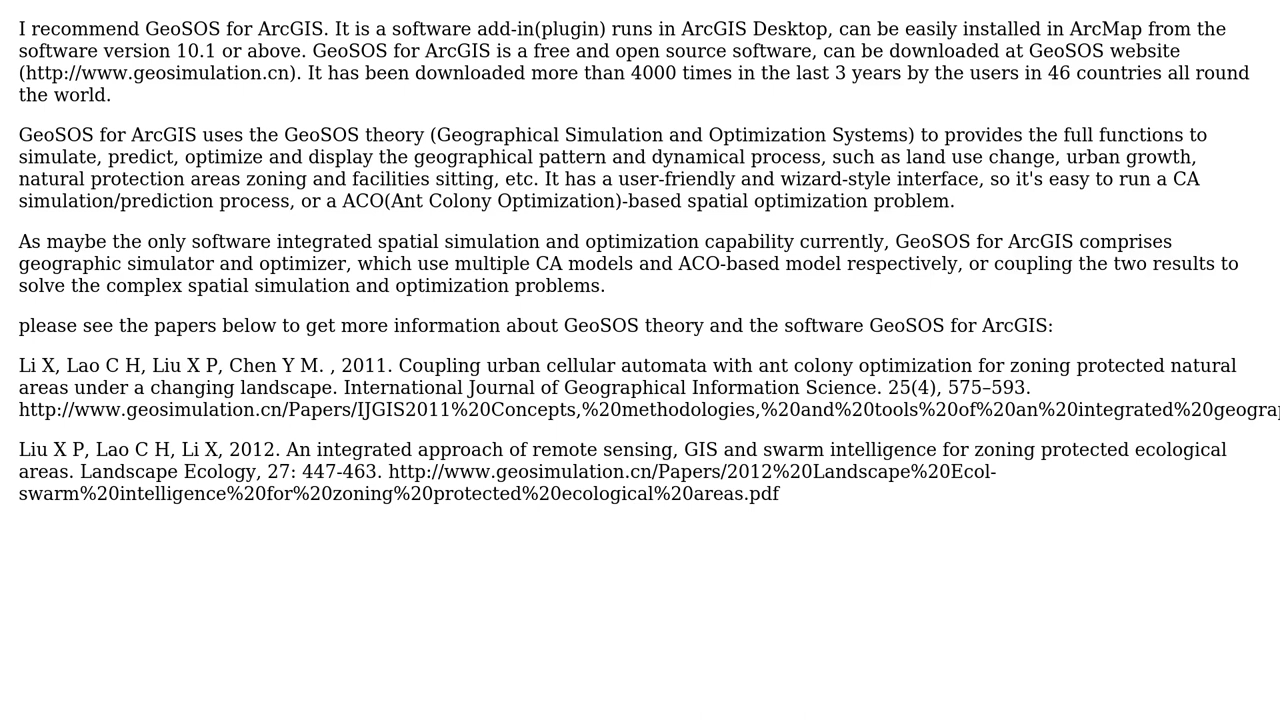 I recommend GeoSOS for ArcGIS. It is a software add-in(plugin) runs in ArcGIS Desktop, can be easily installed in ArcMap from the
software version 10.1 or above. GeoSOS for ArcGIS is a free and open source software, can be downloaded at GeoSOS website
(http://www.geosimulation.cn). It has been downloaded more than 4000 times in the last 3 years by the users in 46 countries all round
the world.
GeoSOS for ArcGIS uses the GeoSOS theory (Geographical Simulation and Optimization Systems) to provides the full functions to
simulate, predict, optimize and display the geographical pattern and dynamical process, such as land use change, urban growth,
natural protection areas zoning and facilities sitting, etc. It has a user-friendly and wizard-style interface, so it's easy to run a CA
simulation/prediction process, or a ACO(Ant Colony Optimization)-based spatial optimization problem.
As maybe the only software integrated spatial simulation and optimization capability currently, GeoSOS for ArcGIS comprises
geographic simulator and optimizer, which use multiple CA models and ACO-based model respectively, or coupling the two results to
solve the complex spatial simulation and optimization problems.
please see the papers below to get more information about GeoSOS theory and the software GeoSOS for ArcGIS:
Li X, Lao C H, Liu X P, Chen Y M. , 2011. Coupling urban cellular automata with ant colony optimization for zoning protected natural
areas under a changing landscape. International Journal of Geographical Information Science. 25(4), 575–593.
http://www.geosimulation.cn/Papers/IJGIS2011%20Concepts,%20methodologies,%20and%20tools%20of%20an%20integrated%20geogra
Liu X P, Lao C H, Li X, 2012. An integrated approach of remote sensing, GIS and swarm intelligence for zoning protected ecological
areas. Landscape Ecology, 27: 447-463. http://www.geosimulation.cn/Papers/2012%20Landscape%20Ecol-
swarm%20intelligence%20for%20zoning%20protected%20ecological%20areas.pdf